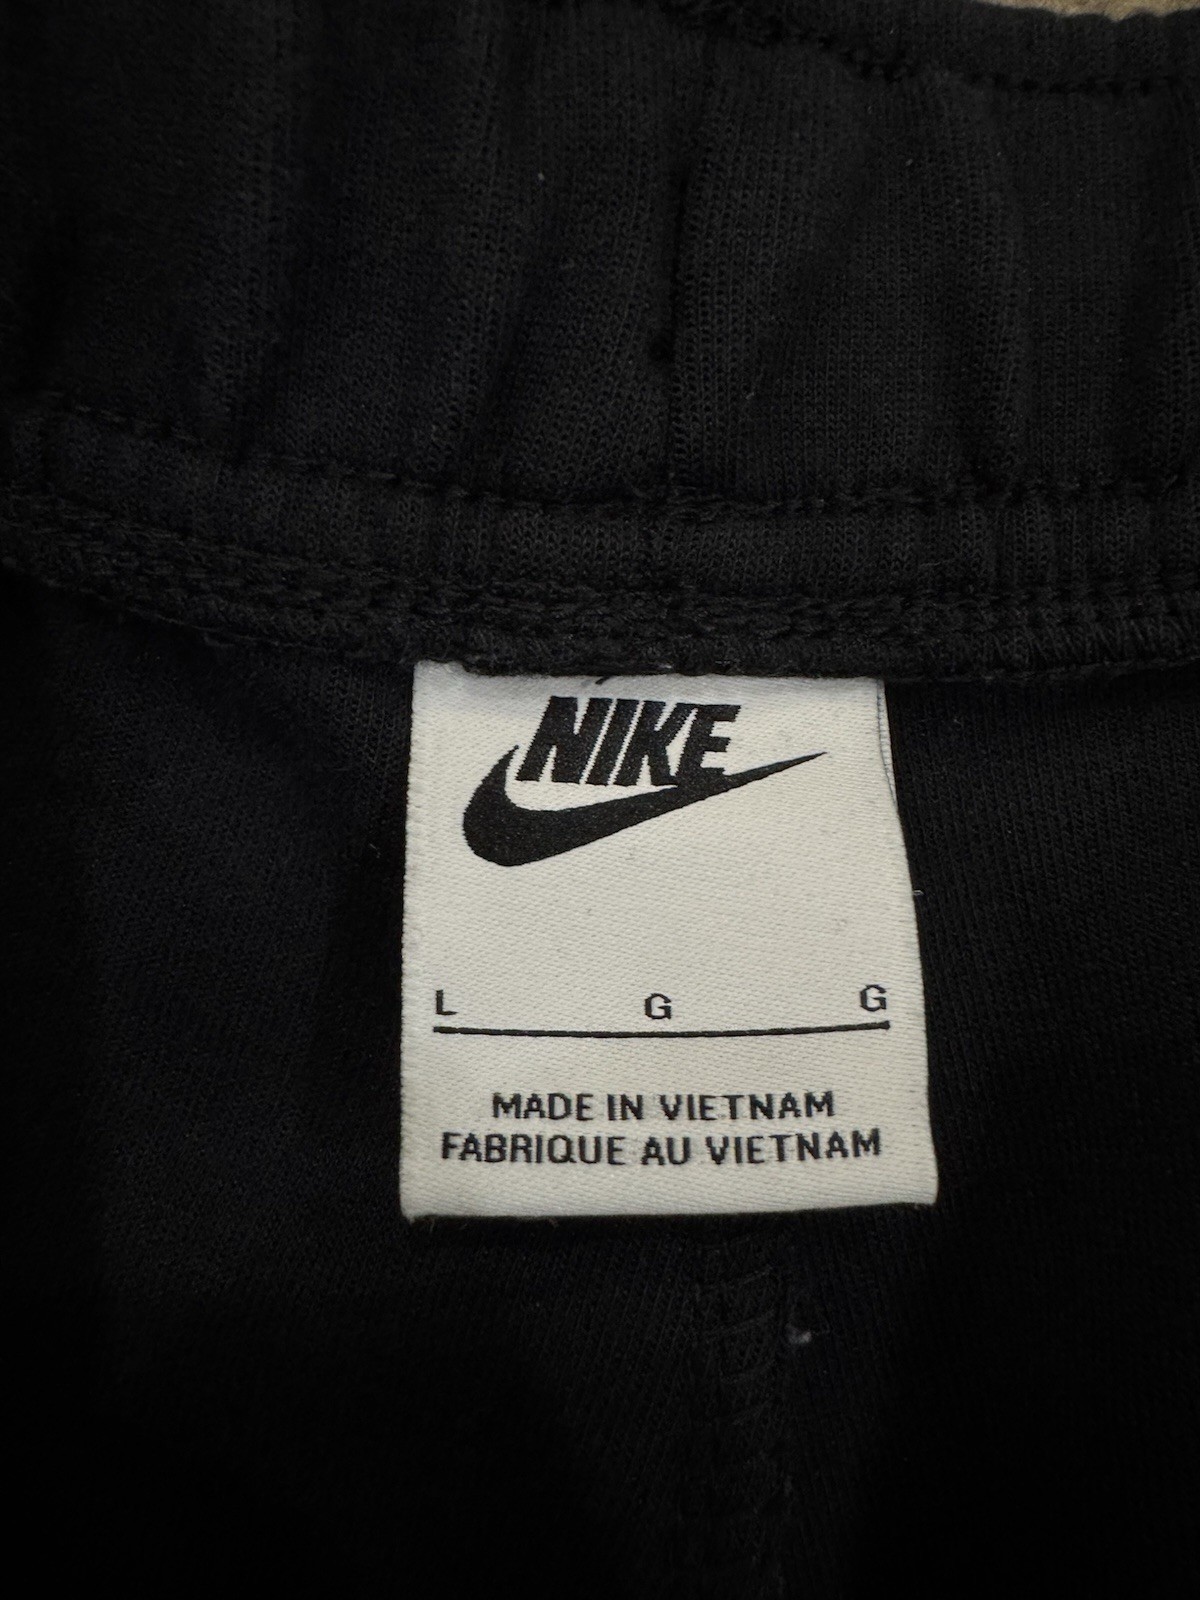 NIKE
L G G
MADE IN VIETNAM
FABRIQUE AU VIETNAM